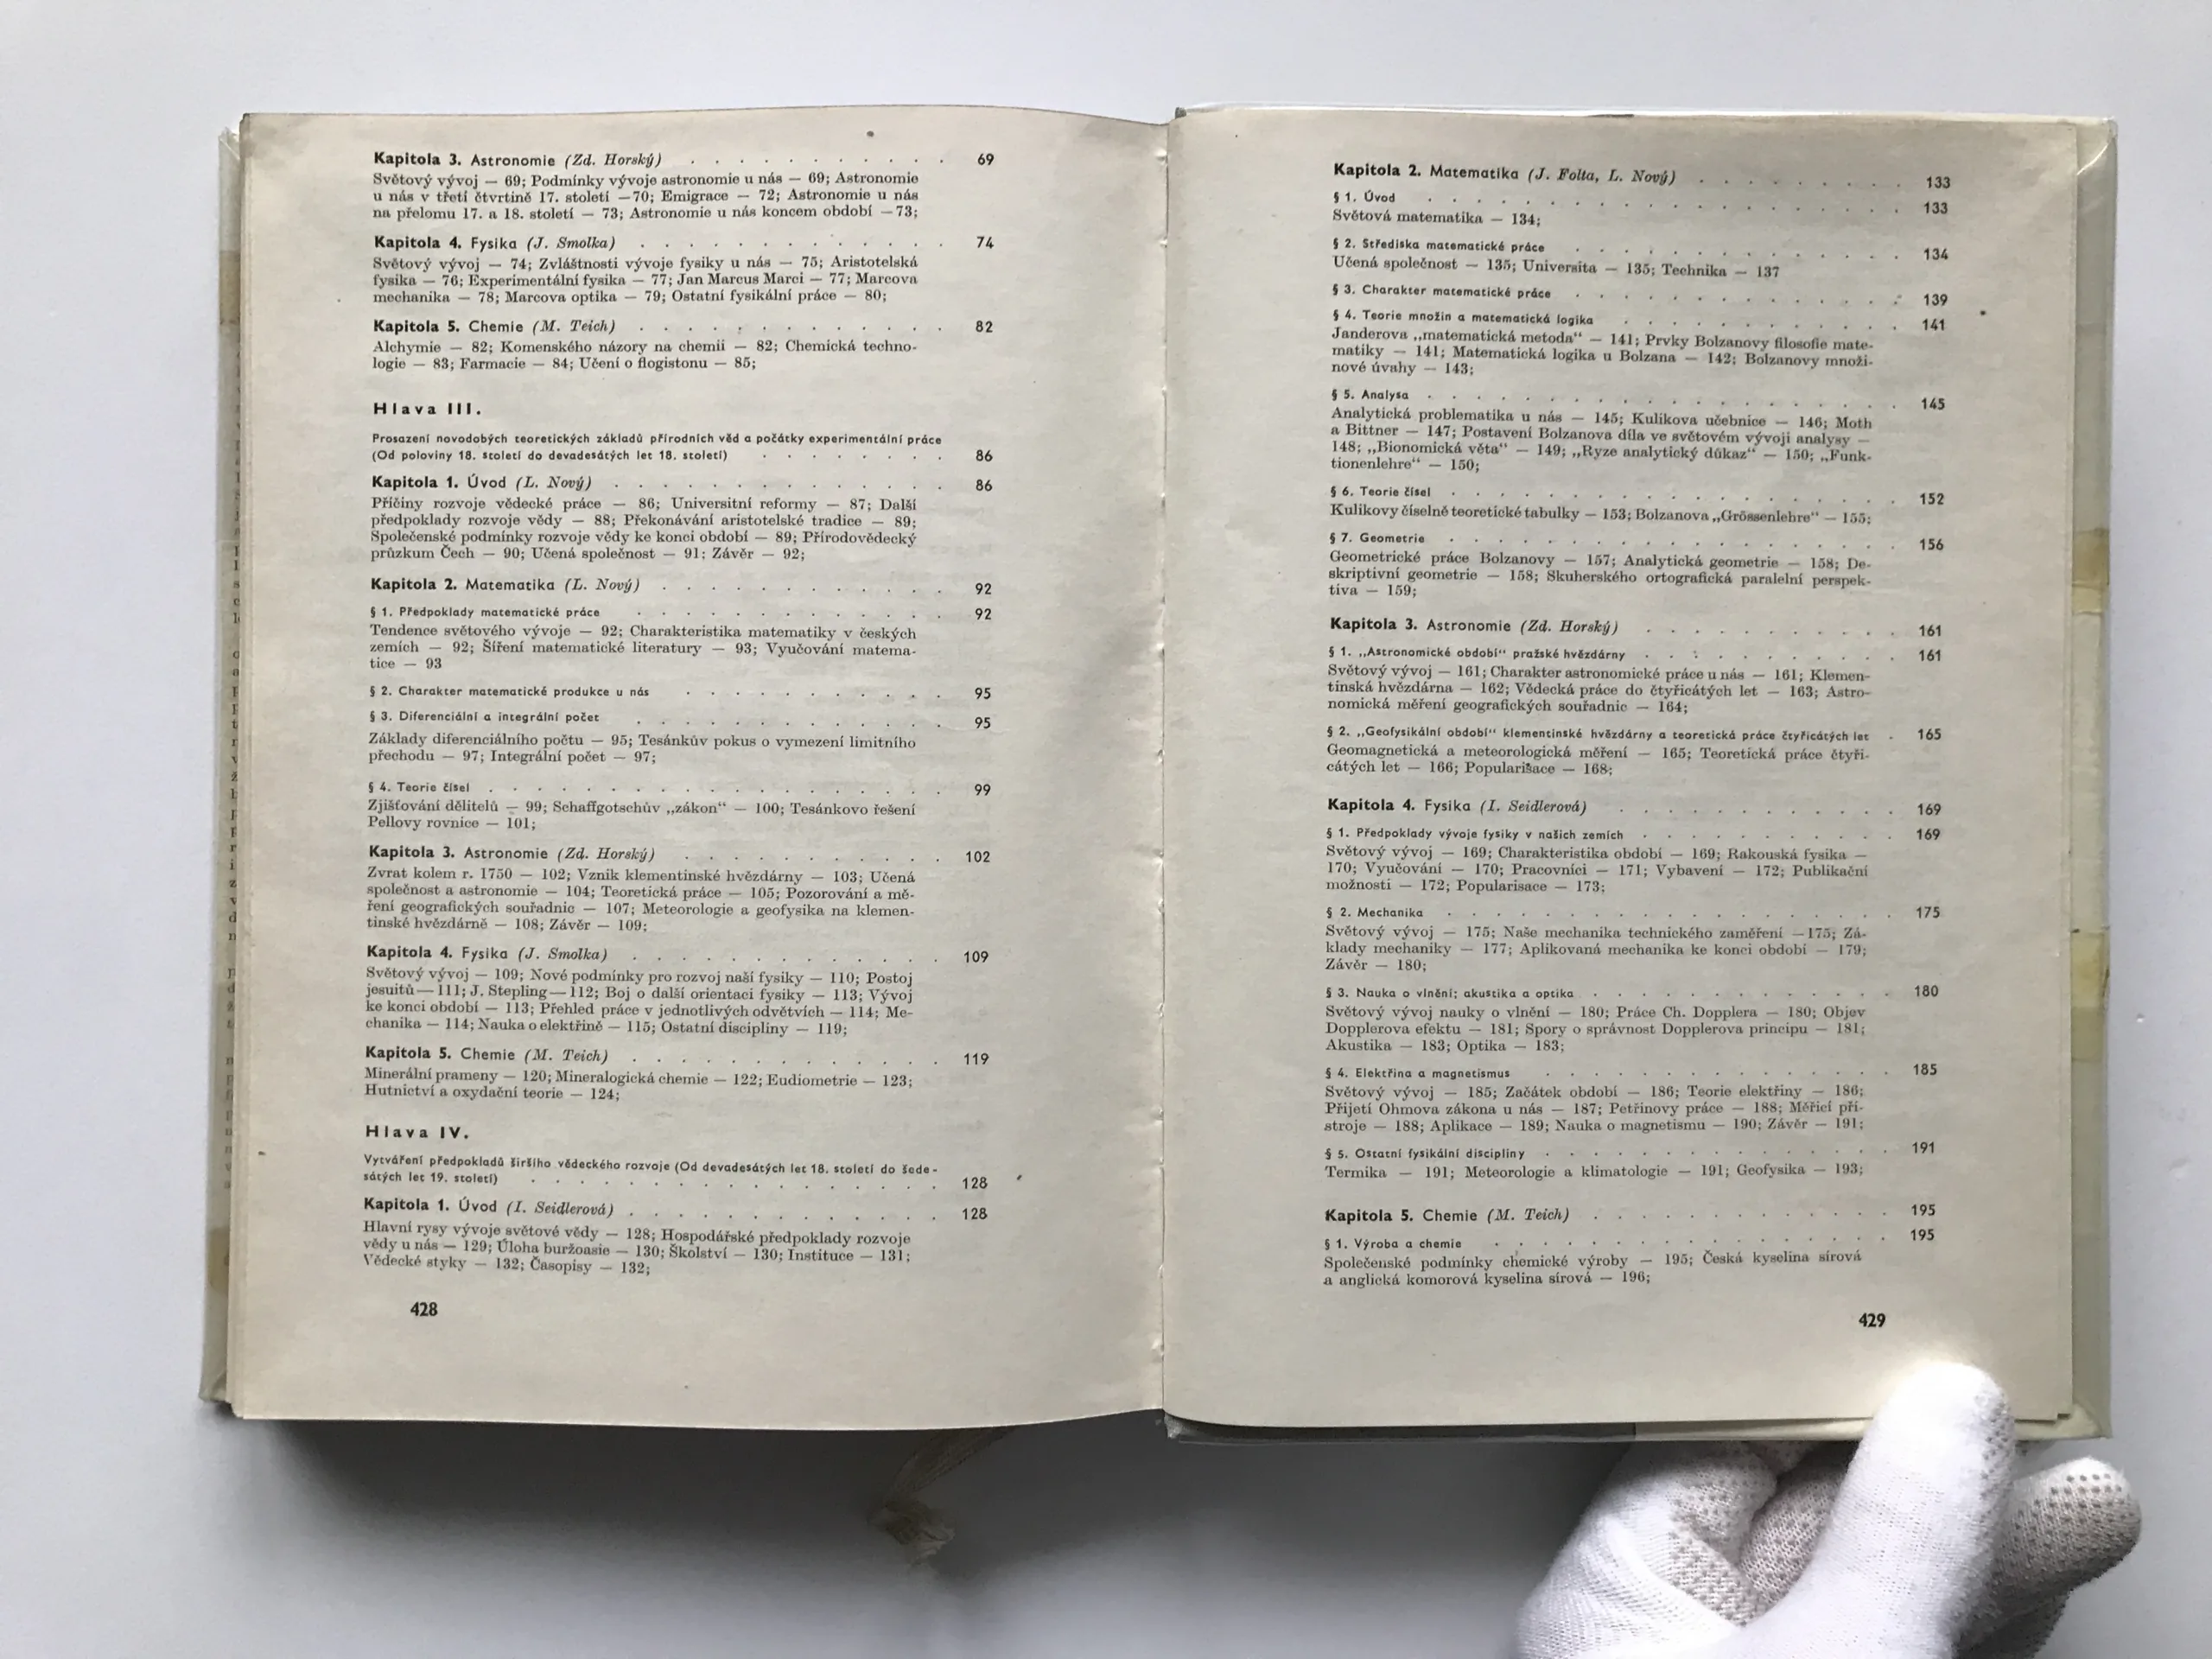 Kapitola 3. Astronomie (Zd. Horský) . . . . . . . . . . . 69
Světový vývoj — 69; Podmínky vývoje astronomie u nás — 69; Astronomie
u nás v třetí čtvrtině 17. století —70; Emigrace — 72; Astronomie u nás
na přelomu 17. a 18. století — 73; Astronomie u nás koncem období —73;
Kapitola 4. Fysika (J. Smolka) . . . . . . . . . . . . . 74
Světový vývoj — 74; Zvláštnosti vývoje fysiky u nás — 75; Aristotelská
fysika — 76; Experimentální fysika — 77; Jan Marcus Marci — 77; Marcova
mechanika — 78; Marcova optika — 79; Ostatní fysikální práce — 80;
Kapitola 5. Chemie (M. Teich) . . . . . . . . . . . . . 82
Alchymie — 82; Komenského názory na chemii — 82; Chemická techno-
logie — 83; Farmacie — 84; Učení o flogistonu — 85;
Hlava III.
Prosazení novodobých teoretických základů přírodních věd a počátky experimentální práce
(Od poloviny 18. století do devadesátých let 18. století) . . . . . . . . 86
Kapitola 1. Úvod (L. Nový) . . . . . . . . . . . . . . 86
Příčiny rozvoje vědecké práce — 86; Universitní reformy — 87; Další
předpoklady rozvoje vědy — 88; Překonávání aristotelské tradice — 89;
Společenské podmínky rozvoje vědy ke konci období — 89; Přírodovědecký
průzkum Čech — 90; Učená společnost — 91; Závěr — 92;
Kapitola 2. Matematika (L. Nový) . . . . . . . . . . . . 92
§ 1. Předpoklady matematické práce . . . . . . . . . . . . 92
Tendence světového vývoje — 92; Charakteristika matematiky v českých
zemích — 92; Šíření matematické literatury — 93; Vyučování matema-
tice — 93
§ 2. Charakter matematické produkce u nás . . . . . . . . . . . 95
§ 3. Diferenciální a integrální počet . . . . . . . . . . . . . 95
Základy diferenciálního počtu — 95; Tesánkův pokus o vymezení limitního
přechodu — 97; Integrální počet — 97;
§ 4. Teorie čísel . . . . . . . . . . . . . . . . . . . 99
Zjišťování dělitelů — 99; Schaffgotschův „zákon“ — 100; Tesánkovo řešení
Pellovy rovnice — 101;
Kapitola 3. Astronomie (Zd. Horský) . . . . . . . . . . . 102
Zvrat kolem r. 1750 — 102; Vznik klementinské hvězdárny — 103; Učená
společnost a astronomie — 104; Teoretická práce — 105; Pozorování a mě-
ření geografických souřadnic — 107; Meteorologie a geofysika na klemen-
tinské hvězdárně — 108; Závěr — 109;
Kapitola 4. Fysika (J. Smolka) . . . . . . . . . . . . . 109
Světový vývoj — 109; Nové podmínky pro rozvoj naší fysiky — 110; Postoj
jesuitů—111; J. Stepling—112; Boj o další orientaci fysiky — 113; Vývoj
ke konci období — 113; Přehled práce v jednotlivých odvětvích — 114; Me-
chanika — 114; Nauka o elektřině — 115; Ostatní discipliny — 119;
Kapitola 5. Chemie (M. Teich) . . . . . . . . . . . . . 119
Minerální prameny — 120; Mineralogická chemie — 122; Eudiometrie — 123;
Hutnictví a oxydační teorie — 124;
Hlava IV.
Vytváření předpokladů širšího vědeckého rozvoje (Od devadesátých let 18. století do šede-
sátých let 19. století) . . . . . . . . . . . . . . . . . 128
Kapitola 1. Úvod (I. Seidlerová) . . . . . . . . . . . . . 128
Hlavní rysy vývoje světové vědy — 128; Hospodářské předpoklady rozvoje
vědy u nás — 129; Úloha buržoasie — 130; Školství — 130; Instituce — 131;
Vědecké styky — 132; Časopisy — 132;
428
Kapitola 2. Matematika (J. Folta, L. Nový) . . . . . . . . . 133
§ 1. Úvod . . . . . . . . . . . . . . . . . . . . 133
Světová matematika — 134;
§ 2. Střediska matematické práce . . . . . . . . . . . . . . 134
Učená společnost — 135; Universita — 135; Technika — 137
§ 3. Charakter matematické práce . . . . . . . . . . . . . . 139
§ 4. Teorie množin a matematická logika . . . . . . . . . . . . 141
Janderova „matematická metoda“ — 141; Prvky Bolzanovy filosofie mate-
matiky — 141; Matematická logika u Bolzana — 142; Bolzanovy množi-
nové úvahy — 143;
§ 5. Analysa . . . . . . . . . . . . . . . . . . . . 145
Analytická problematika u nás — 145; Kulikova učebnice — 146; Moth
a Bittner — 147; Postavení Bolzanova díla ve světovém vývoji analysy —
148; „Bionomická věta“ — 149; „Ryze analytický důkaz“ — 150; „Funk-
tionenlehre“ — 150;
§ 6. Teorie čísel . . . . . . . . . . . . . . . . . . . 152
Kulikovy číselně teoretické tabulky — 153; Bolzanova „Grössenlehre“ — 155;
§ 7. Geometrie . . . . . . . . . . . . . . . . . . . 156
Geometrické práce Bolzanovy — 157; Analytická geometrie — 158; De-
skriptivní geometrie — 158; Skuherského ortografická paralelní perspek-
tiva — 159;
Kapitola 3. Astronomie (Zd. Horský) . . . . . . . . . . . 161
§ 1. „Astronomické období“ pražské hvězdárny . . . . . . . . . . . 161
Světový vývoj — 161; Charakter astronomické práce u nás — 161; Klemen-
tinská hvězdárna — 162; Vědecká práce do čtyřicátých let — 163; Astro-
nomická měření geografických souřadnic — 164;
§ 2. „Geofysikální období“ klementinské hvězdárny a teoretická práce čtyřicátých let . 165
Geomagnetická a meteorologická měření — 165; Teoretická práce čtyři-
cátých let — 166; Popularisace — 168;
Kapitola 4. Fysika (I. Seidlerová) . . . . . . . . . . . . 169
§ 1. Předpoklady vývoje fysiky v našich zemích . . . . . . . . . . . 169
Světový vývoj — 169; Charakteristika období — 169; Rakouská fysika —
170; Vyučování — 170; Pracovníci — 171; Vybavení — 172; Publikační
možnosti — 172; Popularisace — 173;
§ 2. Mechanika . . . . . . . . . . . . . . . . . . . 175
Světový vývoj — 175; Naše mechanika technického zaměření —175; Zá-
klady mechaniky — 177; Aplikovaná mechanika ke konci období — 179;
Závěr — 180;
§ 3. Nauka o vlnění; akustika a optika . . . . . . . . . . . . . 180
Světový vývoj nauky o vlnění — 180; Práce Ch. Dopplera — 180; Objev
Dopplerova efektu — 181; Spory o správnost Dopplerova principu — 181;
Akustika — 183; Optika — 183;
§ 4. Elektřina a magnetismus . . . . . . . . . . . . . . . 185
Světový vývoj — 185; Začátek období — 186; Teorie elektřiny — 186;
Přijetí Ohmova zákona u nás — 187; Petřinovy práce — 188; Měřicí pří-
stroje — 188; Aplikace — 189; Nauka o magnetismu — 190; Závěr — 191;
§ 5. Ostatní fysikální discipliny . . . . . . . . . . . . . . . 191
Termika — 191; Meteorologie a klimatologie — 191; Geofysika — 193;
Kapitola 5. Chemie (M. Teich) . . . . . . . . . . . . . 195
§ 1. Výroba a chemie . . . . . . . . . . . . . . . . . 195
Společenské podmínky chemické výroby — 195; Česká kyselina sírová
a anglická komorová kyselina sírová — 196;
429